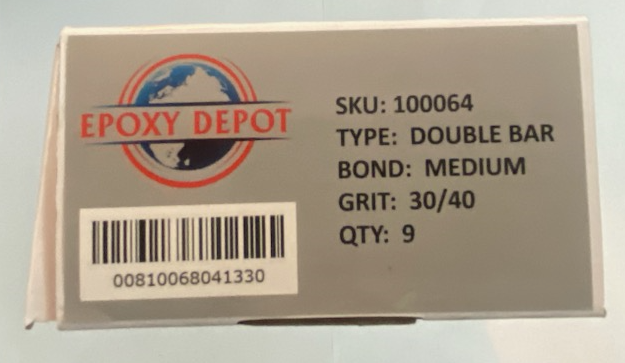 EPOXY DEPOT
SKU: 100064
TYPE: DOUBLE BAR
BOND: MEDIUM
GRIT: 30/40
QTY: 9
00810068041330